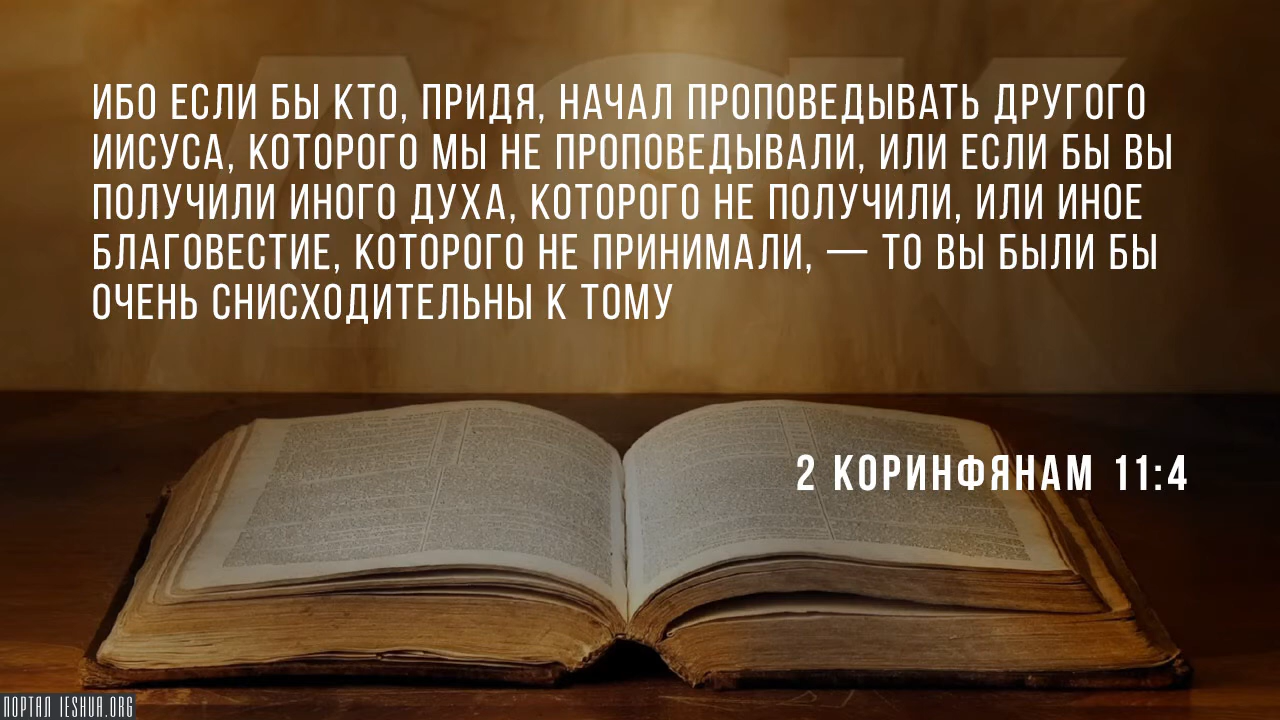 ИБО ЕСЛИ БЫ КТО, ПРИДЯ, НАЧАЛ ПРОПОВЕДЫВАТЬ ДРУГОГО
ИИСУСА, КОТОРОГО МЫ НЕ ПРОПОВЕДЫВАЛИ, ИЛИ ЕСЛИ БЫ ВЫ
ПОЛУЧИЛИ ИНОГО ДУХА, КОТОРОГО НЕ ПОЛУЧИЛИ, ИЛИ ИНОЕ
БЛАГОВЕСТИЕ, КОТОРОГО НЕ ПРИНИМАЛИ, — ТО ВЫ БЫЛИ БЫ
ОЧЕНЬ СНИСХОДИТЕЛЬНЫ К ТОМУ
2 КОРИНФЯНАМ 11:4
ПОРТАЛ IESHUA.ORG